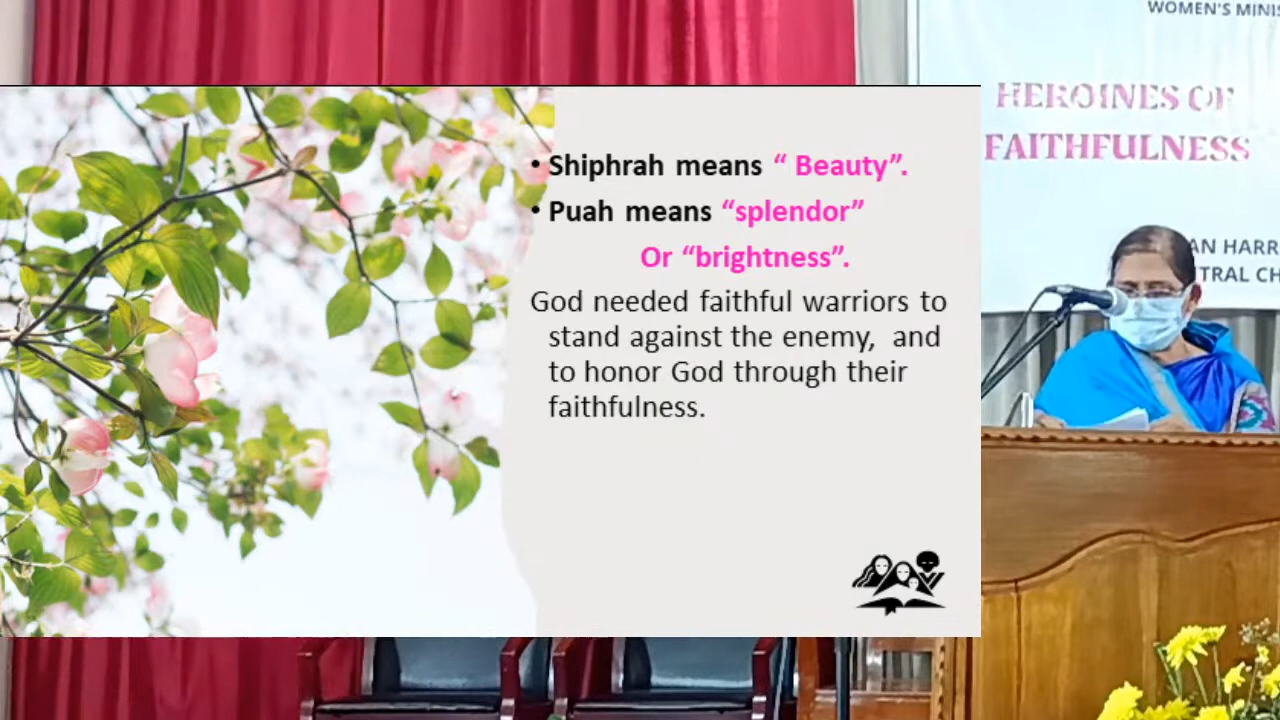 • Shiphrah means “ Beauty”.
• Puah means “splendor”
Or “brightness”.
God needed faithful warriors to
stand against the enemy, and
to honor God through their
faithfulness.
WOMEN'S
HEROINES OF
FAITHFULNESS